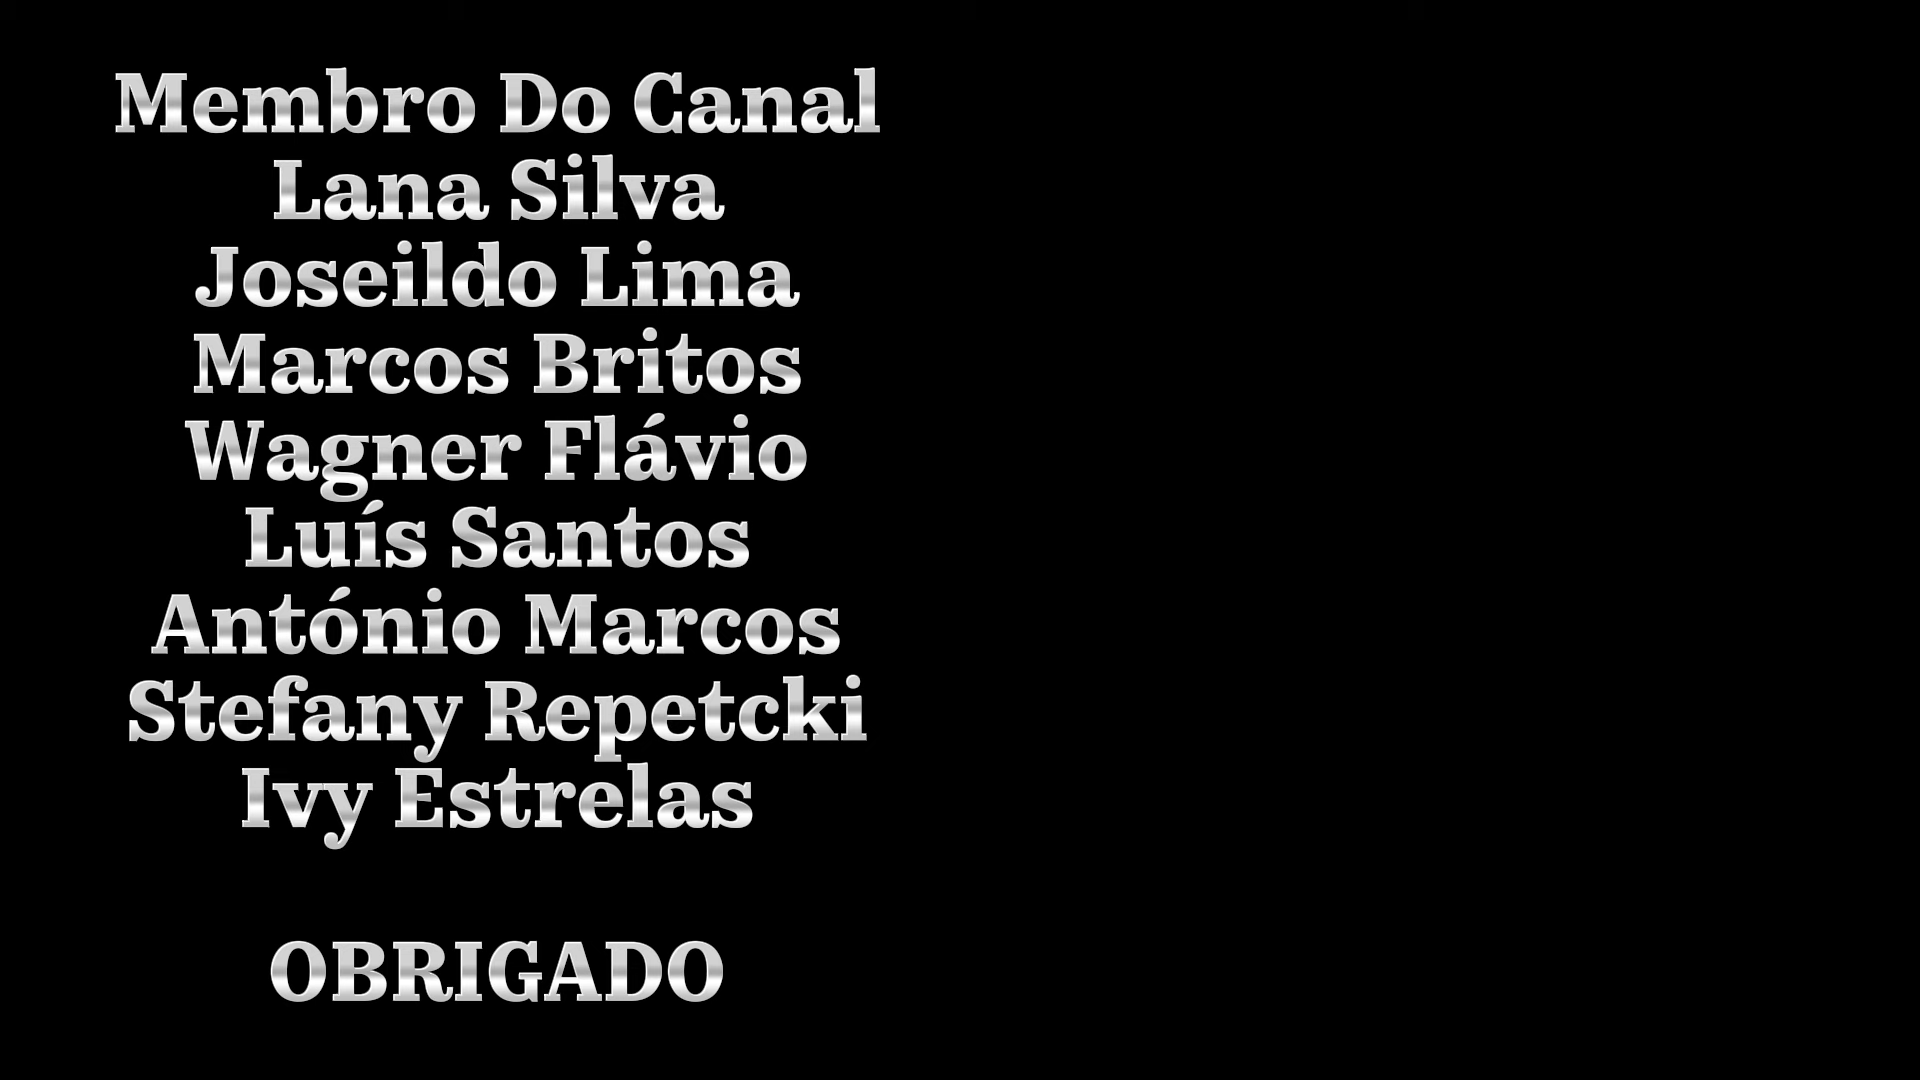 Membro Do Canal
Lana Silva
Joseildo Lima
Marcos Britos
Wagner Flávio
Luís Santos
António Marcos
Stefany Repetcki
Ivy Estrelas
OBRIGADO